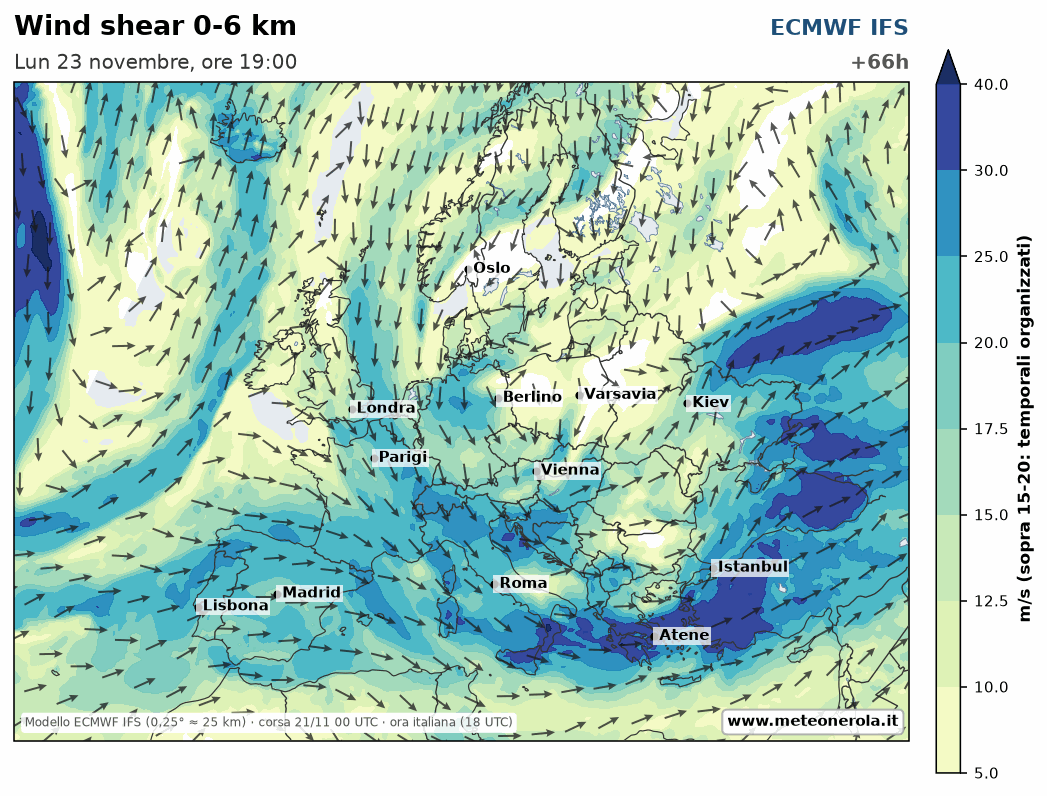 Wind shear 0-6 km
ECMWF IFS
Lun 23 novembre, ore 19:00
+66h
Oslo
Londra
Berlino
Varsavia
Kiev
Parigi
Vienna
Istanbul
Roma
Madrid
Lisbona
Atene
Modello ECMWF IFS (0,25° ≈ 25 km) · corsa 21/11 00 UTC · ora italiana (18 UTC)
www.meteonerola.it
40.0
30.0
25.0
20.0
17.5
15.0
12.5
10.0
5.0
m/s (sopra 15-20: temporali organizzati)